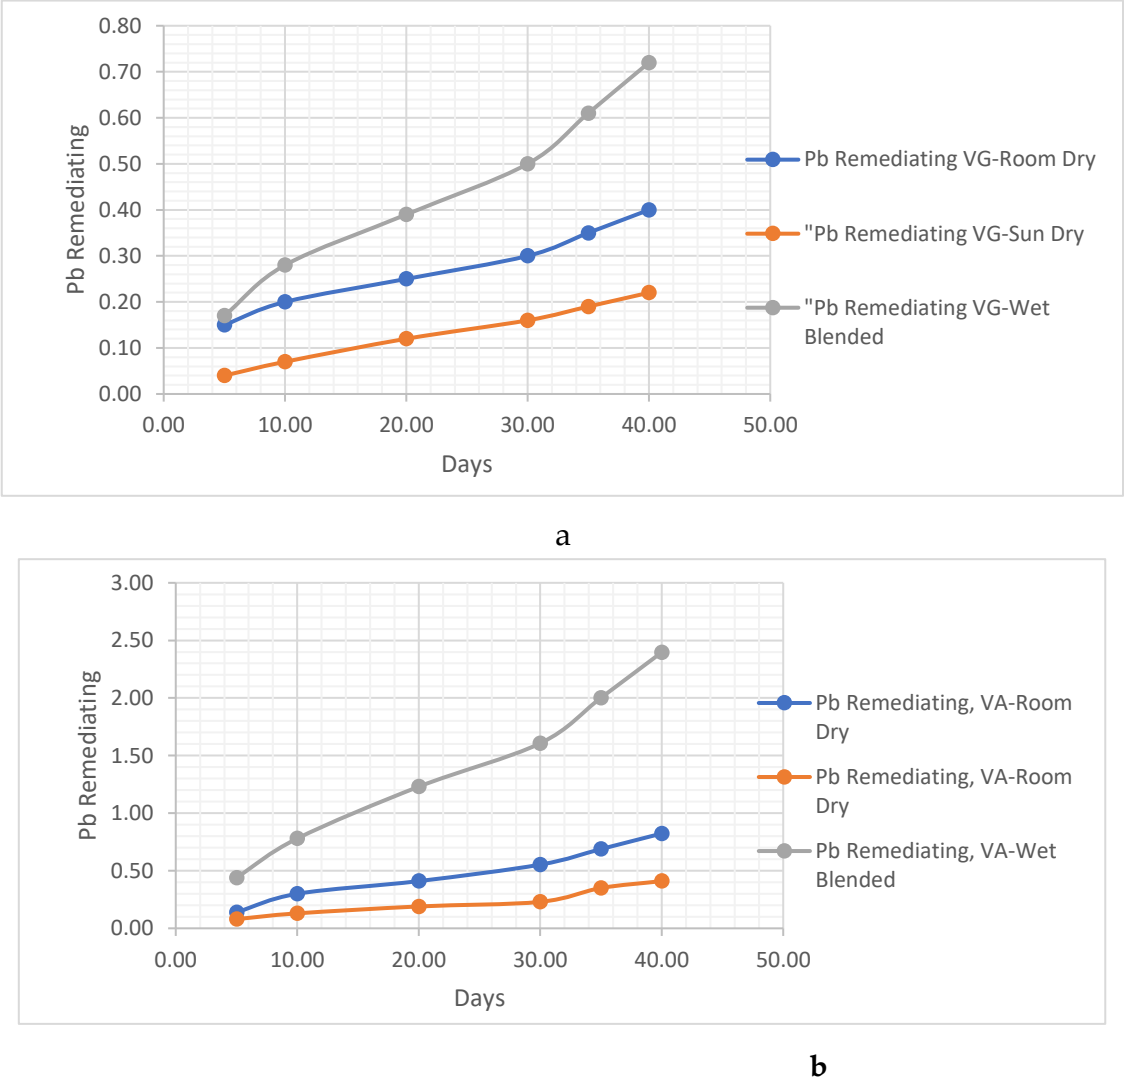 0.80
0.70
0.60
0.50
0.40
0.30
0.20
0.10
0.00
0.00 10.00 20.00 30.00 40.00 50.00
Pb Remediating
Days
Pb Remediating VG-Room Dry
"Pb Remediating VG-Sun Dry
"Pb Remediating VG-Wet
Blended
a
3.00
2.50
2.00
1.50
1.00
0.50
0.00
0.00 10.00 20.00 30.00 40.00 50.00
Pb Remediating
Days
Pb Remediating, VA-Room
Dry
Pb Remediating, VA-Room
Dry
Pb Remediating, VA-Wet
Blended
b